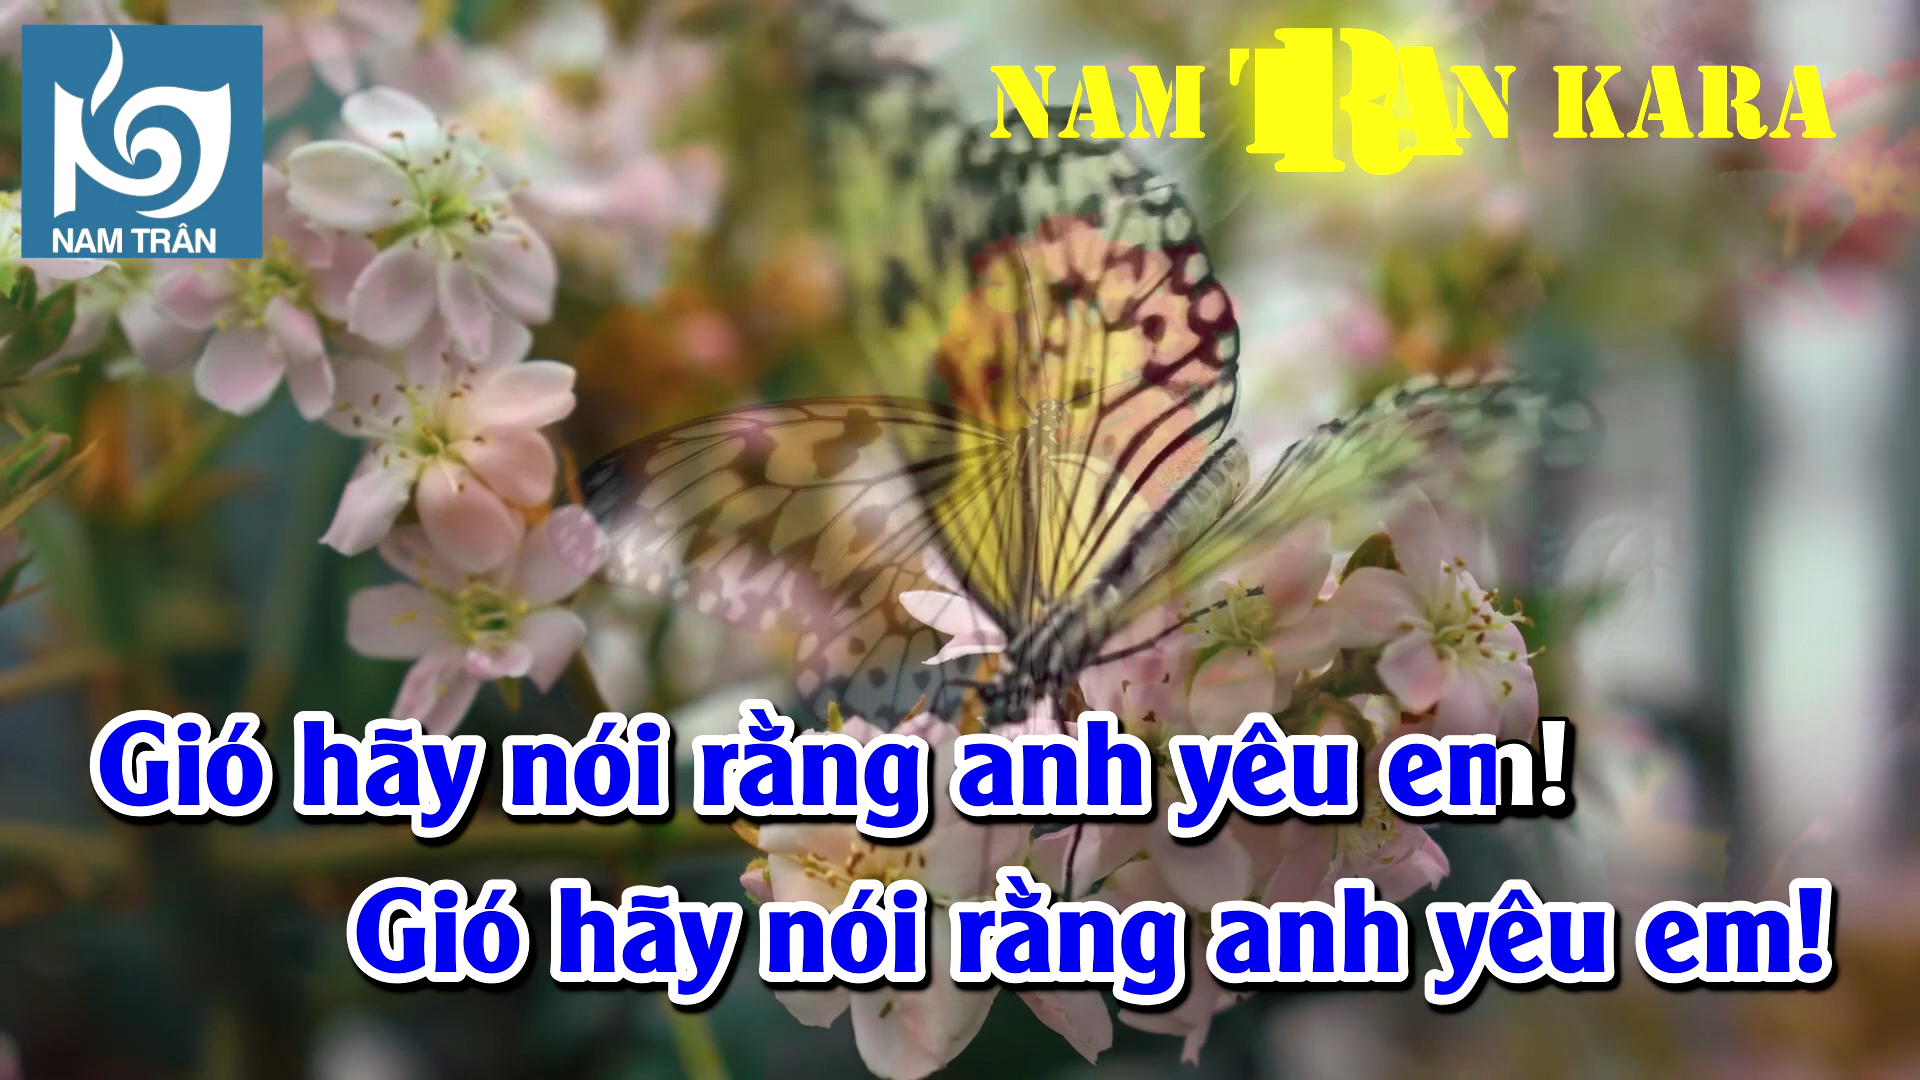 NAM TRÂN
NAM TRAN KARA
Gió hãy nói rằng anh yêu em!
Gió hãy nói rằng anh yêu em!